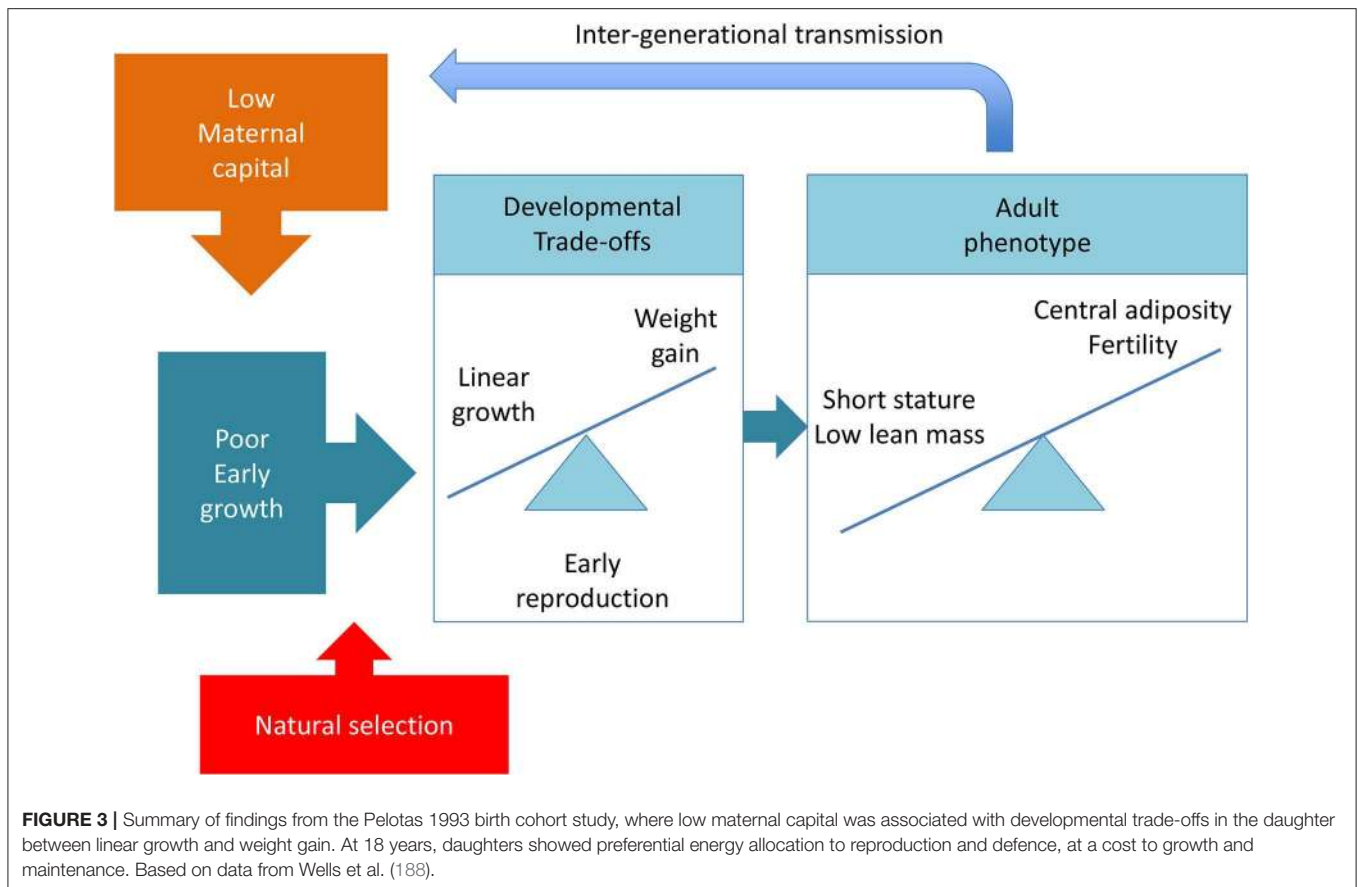 Inter-generational transmission
Low
Maternal
capital
Developmental
Trade-offs
Adult
phenotype
Weight
gain
Linear
growth
Central adiposity
Fertility
Short stature
Low lean mass
Poor
Early
growth
Early
reproduction
Natural selection
FIGURE 3 | Summary of findings from the Pelotas 1993 birth cohort study, where low maternal capital was associated with developmental trade-offs in the daughter
between linear growth and weight gain. At 18 years, daughters showed preferential energy allocation to reproduction and defence, at a cost to growth and
maintenance. Based on data from Wells et al. (188).